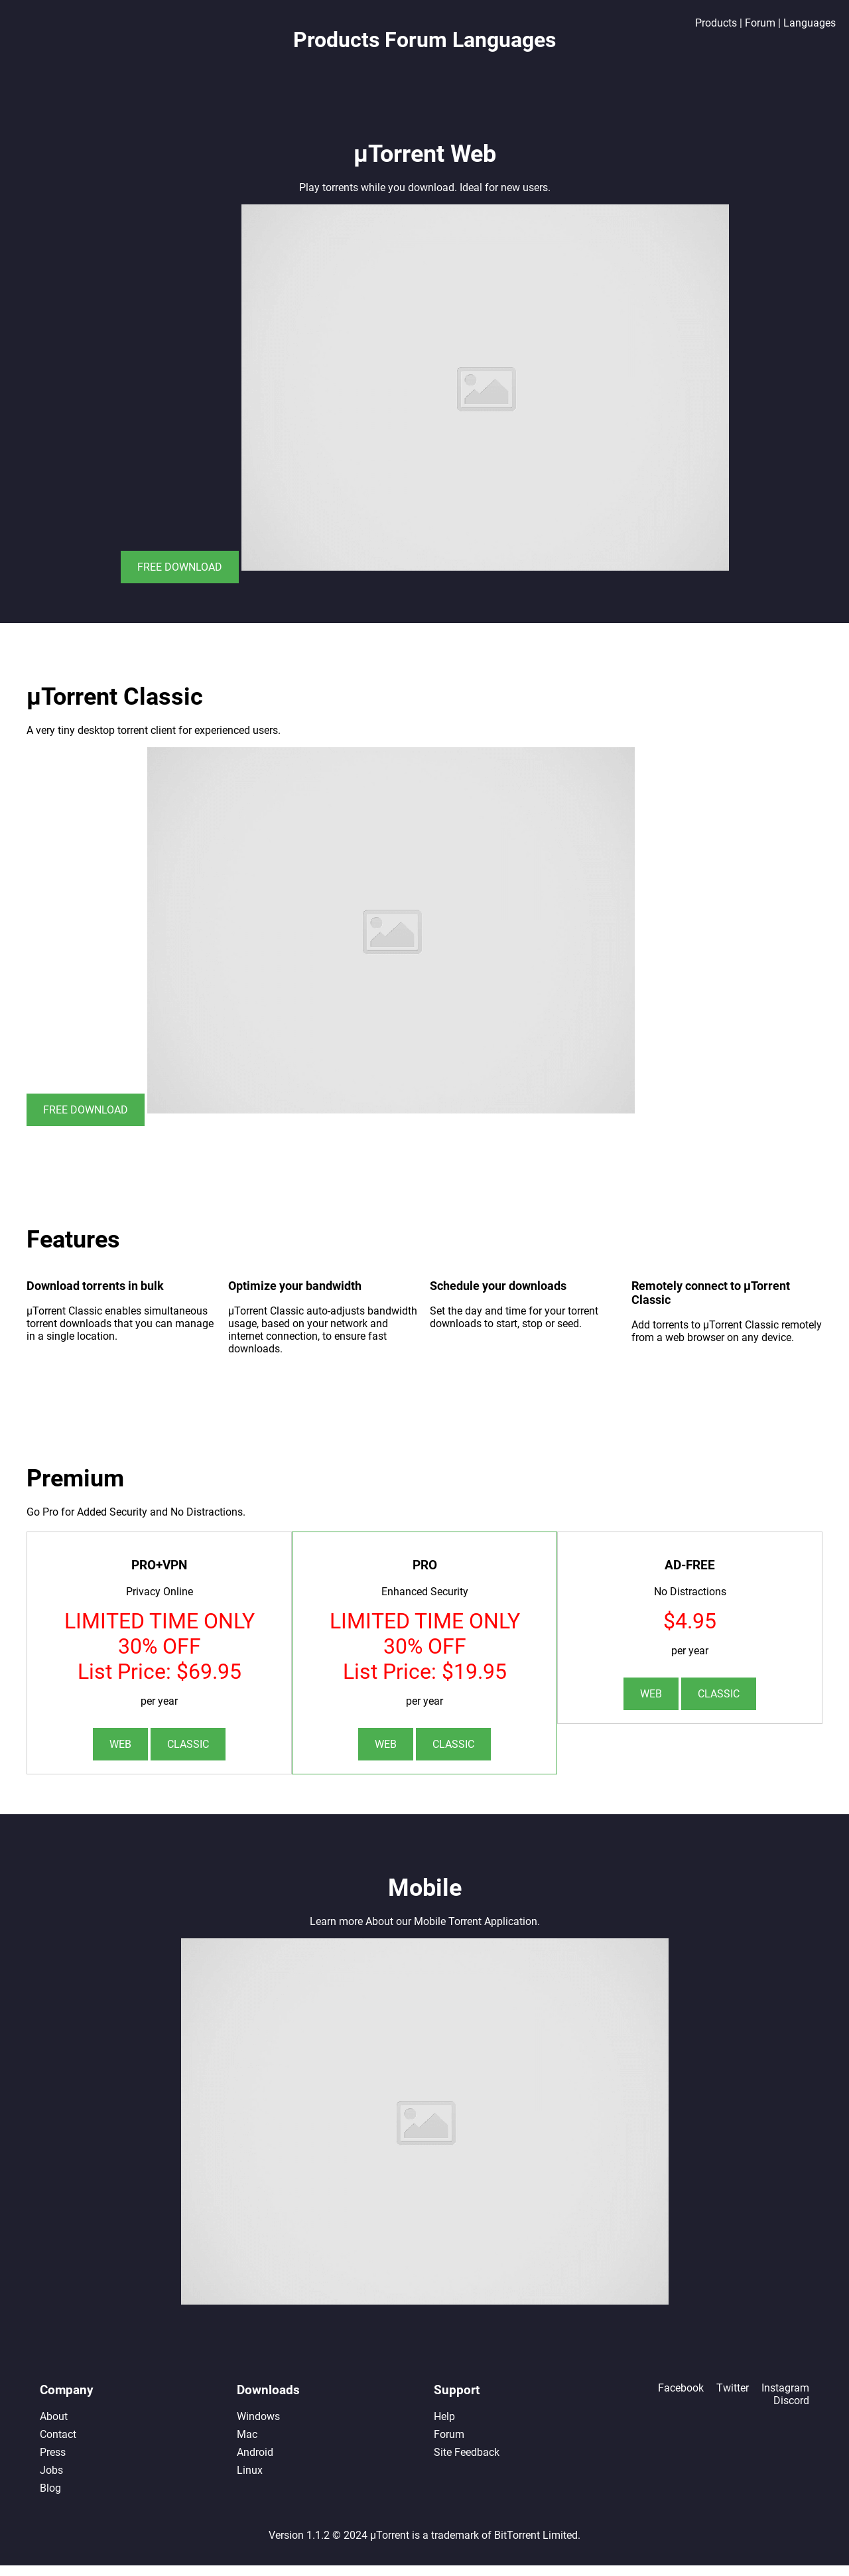 Products | Forum | Languages
Products Forum Languages
µTorrent Web
Play torrents while you download. Ideal for new users.
FREE DOWNLOAD
µTorrent Classic
A very tiny desktop torrent client for experienced users.
FREE DOWNLOAD
Features
Download torrents in bulk
µTorrent Classic enables simultaneous
torrent downloads that you can manage
in a single location.
Optimize your bandwidth
µTorrent Classic auto-adjusts bandwidth
usage, based on your network and
internet connection, to ensure fast
downloads.
Schedule your downloads
Set the day and time for your torrent
downloads to start, stop or seed.
Remotely connect to µTorrent
Classic
Add torrents to µTorrent Classic remotely
from a web browser on any device.
Premium
Go Pro for Added Security and No Distractions.
PRO+VPN
Privacy Online
LIMITED TIME ONLY
30% OFF
List Price: $69.95
per year
WEB
CLASSIC
PRO
Enhanced Security
LIMITED TIME ONLY
30% OFF
List Price: $19.95
per year
WEB
CLASSIC
AD-FREE
No Distractions
$4.95
per year
WEB
CLASSIC
Mobile
Learn more About our Mobile Torrent Application.
Company
About
Contact
Press
Jobs
Blog
Downloads
Windows
Mac
Android
Linux
Support
Help
Forum
Site Feedback
Facebook Twitter Instagram
Discord
Version 1.1.2 © 2024 µTorrent is a trademark of BitTorrent Limited.